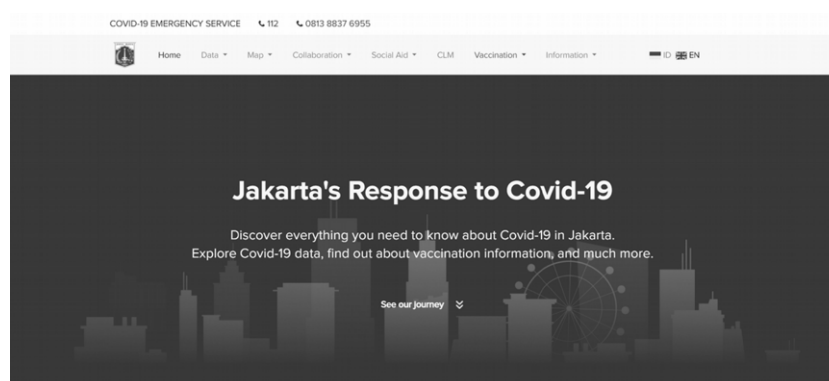 COVID-19 EMERGENCY SERVICE 112 0813 8837 6955
Home Data Map Collaboration Social Aid CLM Vaccination Information ID EN
Jakarta's Response to Covid-19
Discover everything you need to know about Covid-19 in Jakarta.
Explore Covid-19 data, find out about vaccination information, and much more.
See our journey